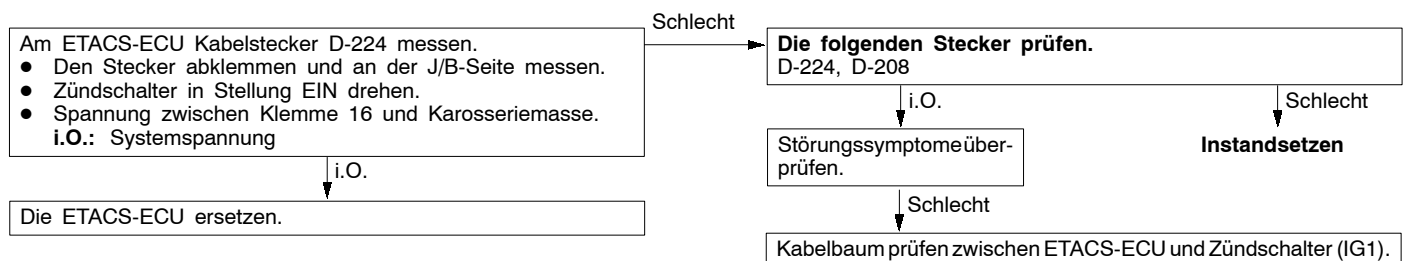 Am ETACS-ECU Kabelstecker D-224 messen.
● Den Stecker abklemmen und an der J/B-Seite messen.
● Zündschalter in Stellung EIN drehen.
● Spannung zwischen Klemme 16 und Karosseriemasse.
i.O.: Systemspannung
i.O.
Die ETACS-ECU ersetzen.
Schlecht
Die folgenden Stecker prüfen.
D-224, D-208
i.O.
Schlecht
Störungssymptomeüber-
prüfen.
Instandsetzen
Schlecht
Kabelbaum prüfen zwischen ETACS-ECU und Zündschalter (IG1).